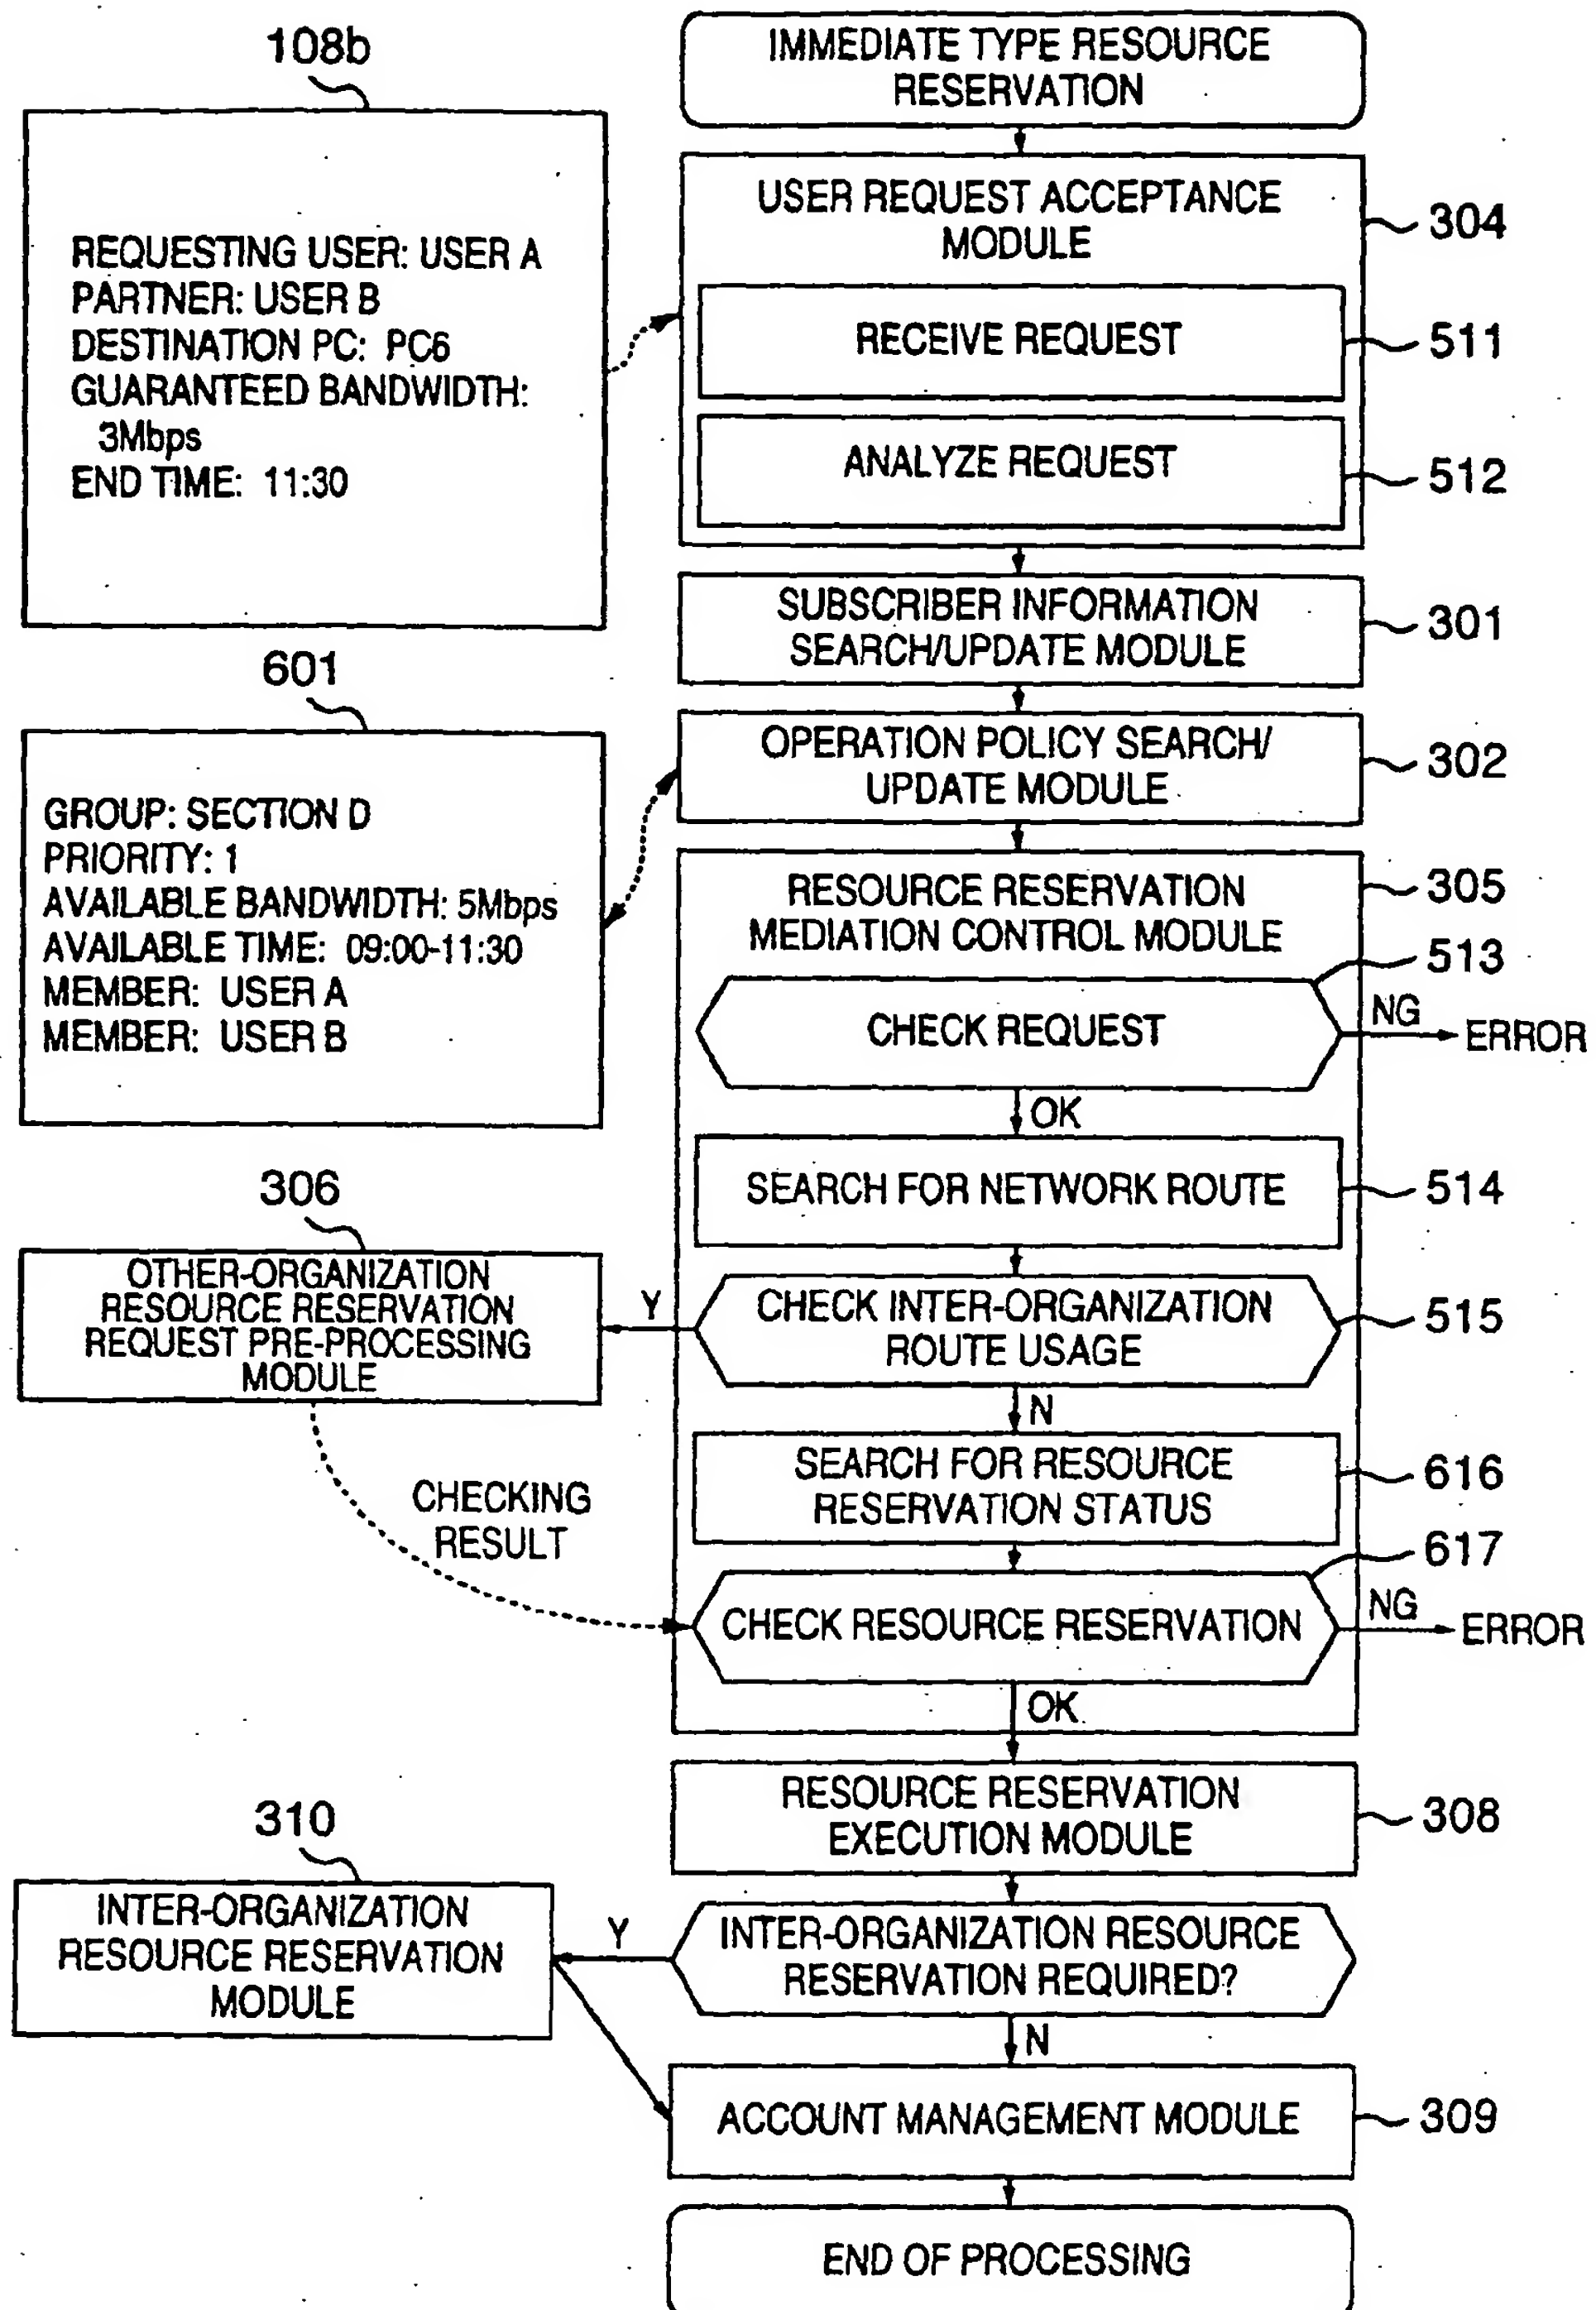 IMMEDIATE TYPE RESOURCE
RESERVATION
108b
REQUESTING USER: USER A
PARTNER: USER B
DESTINATION PC: PC6
GUARANTEED BANDWIDTH:
3Mbps
END TIME: 11:30
USER REQUEST ACCEPTANCE
MODULE
304
RECEIVE REQUEST
511
ANALYZE REQUEST
512
SUBSCRIBER INFORMATION
SEARCH/UPDATE MODULE
301
601
GROUP: SECTION D
PRIORITY: 1
AVAILABLE BANDWIDTH: 5Mbps
AVAILABLE TIME: 09:00-11:30
MEMBER: USER A
MEMBER: USER B
OPERATION POLICY SEARCH/
UPDATE MODULE
302
RESOURCE RESERVATION
MEDIATION CONTROL MODULE
305
513
CHECK REQUEST
NG
ERROR
OK
SEARCH FOR NETWORK ROUTE
514
306
OTHER-ORGANIZATION
RESOURCE RESERVATION
REQUEST PRE-PROCESSING
MODULE
Y
CHECK INTER-ORGANIZATION
ROUTE USAGE
515
N
SEARCH FOR RESOURCE
RESERVATION STATUS
616
CHECKING
RESULT
617
CHECK RESOURCE RESERVATION
NG
ERROR
OK
RESOURCE RESERVATION
EXECUTION MODULE
308
310
INTER-ORGANIZATION
RESOURCE RESERVATION
MODULE
Y
INTER-ORGANIZATION RESOURCE
RESERVATION REQUIRED?
N
ACCOUNT MANAGEMENT MODULE
309
END OF PROCESSING